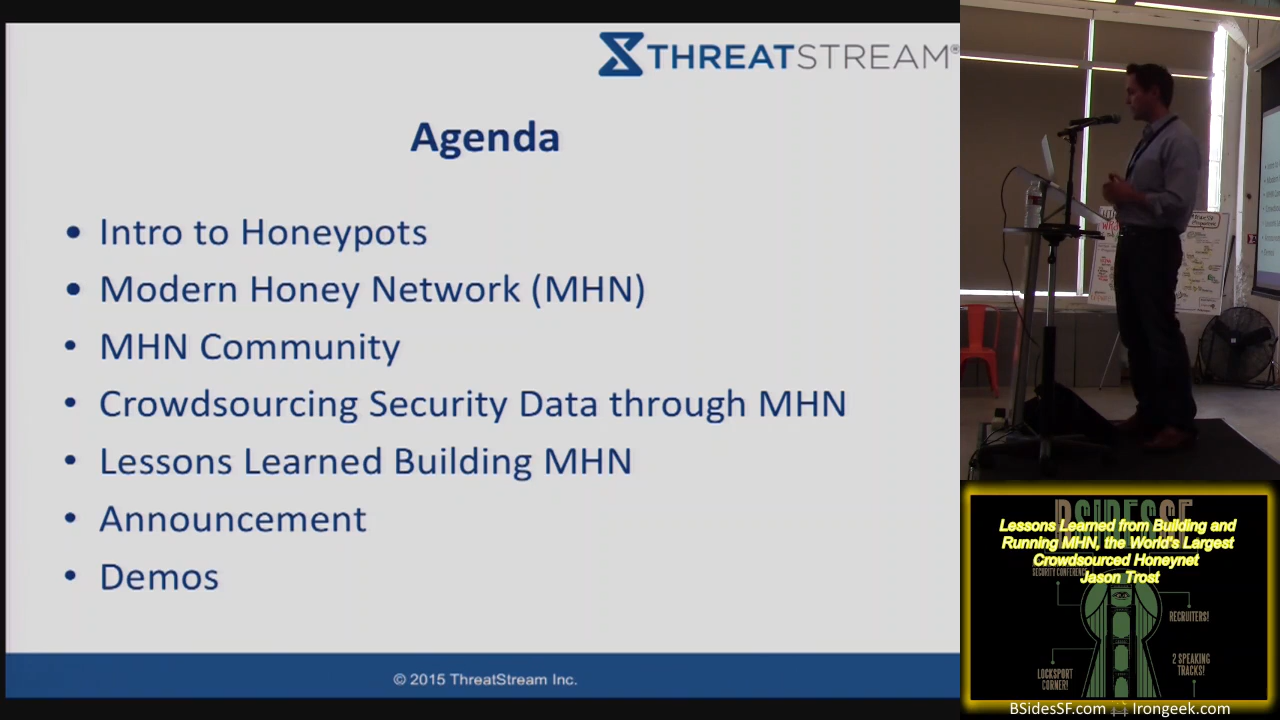 THREATSTREAM®
Agenda
• Intro to Honeypots
• Modern Honey Network (MHN)
• MHN Community
• Crowdsourcing Security Data through MHN
• Lessons Learned Building MHN
• Announcement
• Demos
© 2015 ThreatStream Inc.
BSIDESSF
Lessons Learned from Building and
Running MHN, the World's Largest
Crowdsourced Honeynet
Jason Trost
SECURITY CONFERENCE
RECRUITERS!
LOCKSPORT
CORNER!
2 SPEAKING
TRACKS!
BSidesSF.com Irongeek.com